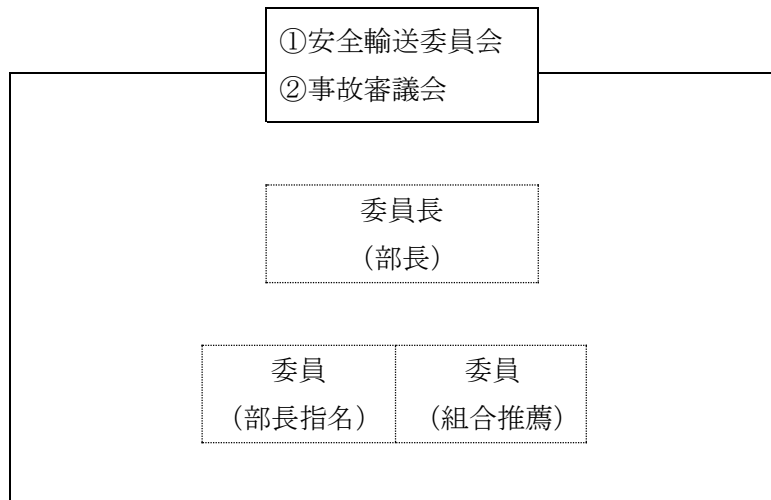 ①安全輸送委員会
②事故審議会
委員長
（部長）
委員
（部長指名）
委員
（組合推薦）